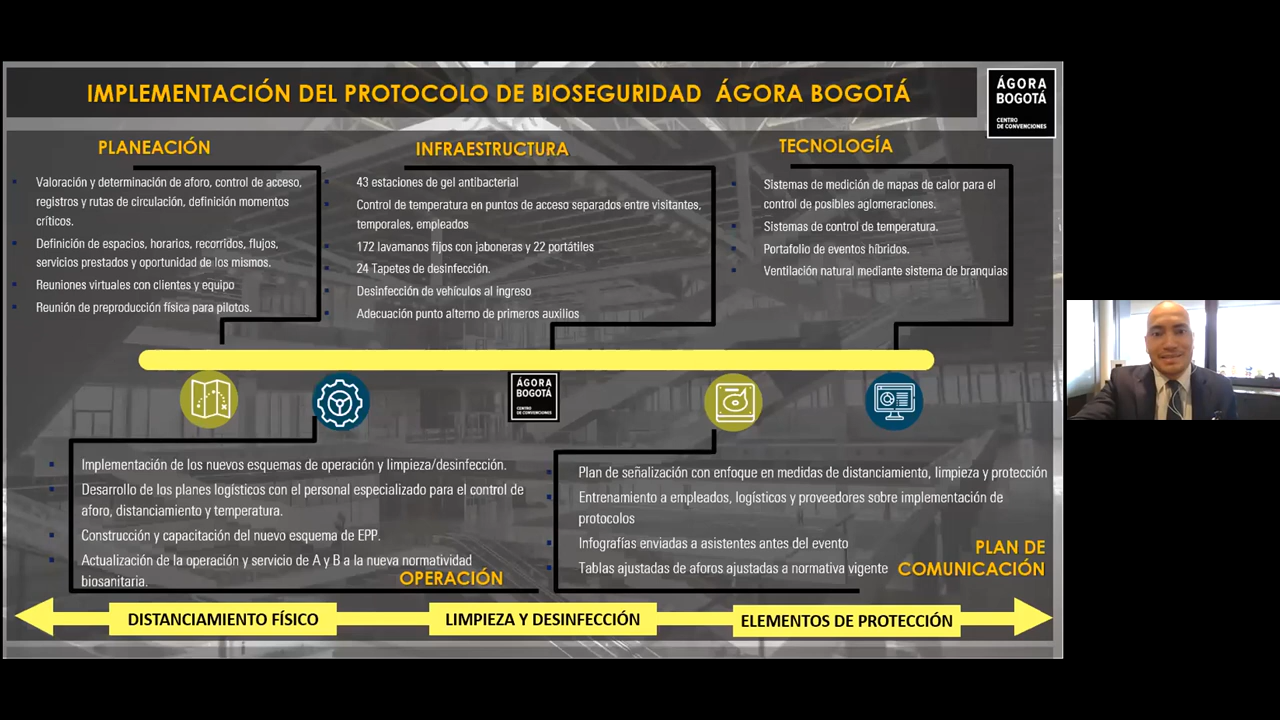 IMPLEMENTACIÓN DEL PROTOCOLO DE BIOSEGURIDAD ÁGORA BOGOTÁ
ÁGORA
BOGOTÁ
CENTRO
DE CONVENCIONES
PLANEACIÓN
Valoración y determinación de aforo, control de acceso,
registros y rutas de circulación, definición momentos
críticos.
Definición de espacios, horarios, recorridos, flujos,
servicios prestados y oportunidad de los mismos.
Reuniones virtuales con clientes y equipo
Reunión de preproducción física para pilotos.
INFRAESTRUCTURA
43 estaciones de gel antibacterial
Control de temperatura en puntos de acceso separados entre visitantes,
temporales, empleados
172 lavamanos fijos con jaboneras y 22 portátiles
24 Tapetes de desinfección.
Desinfección de vehículos al ingreso
Adecuación punto alterno de primeros auxilios
TECNOLOGÍA
Sistemas de medición de mapas de calor para el
control de posibles aglomeraciones.
Sistemas de control de temperatura.
Portafolio de eventos híbridos.
Ventilación natural mediante sistema de branquias
ÁGORA
BOGOTÁ
CENTRO
DE CONVENCIONES
Implementación de los nuevos esquemas de operación y limpieza/desinfección.
Desarrollo de los planes logísticos con el personal especializado para el control de
aforo, distanciamiento y temperatura.
Construcción y capacitación del nuevo esquema de EPP.
Actualización de la operación y servicio de A y B a la nueva normatividad
biosanitaria.
OPERACIÓN
Plan de señalización con enfoque en medidas de distanciamiento, limpieza y protección
Entrenamiento a empleados, logísticos y proveedores sobre implementación de
protocolos
Infografías enviadas a asistentes antes del evento
Tablas ajustadas de aforos ajustadas a normativa vigente
PLAN DE
COMUNICACIÓN
DISTANCIAMIENTO FÍSICO
LIMPIEZA Y DESINFECCIÓN
ELEMENTOS DE PROTECCIÓN